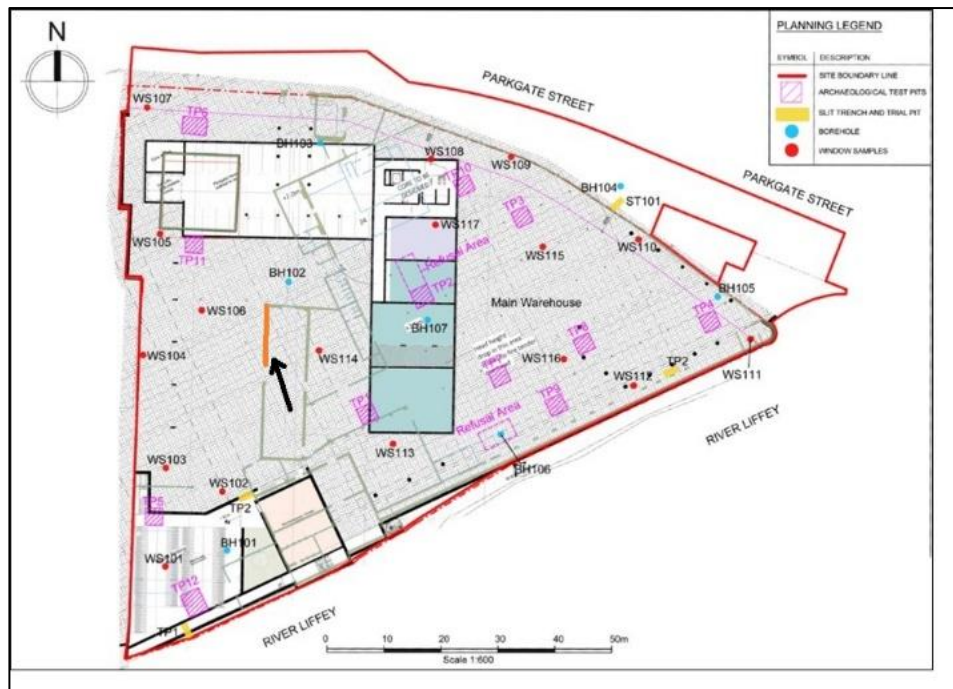 N
PLANNING LEGEND
SYMBOL DESCRIPTION
SITE BOUNDARY LINE
ARCHAEOLOGICAL TEST PITS
SLIT TRENCH AND TRIAL PIT
BOREHOLE
WINDOW SAMPLES
PARKGATE STREET
PARKGATE STREET
WS107
TP6
BH103
WS108
WS109
TP10
BH104
ST101
TP3
WS117
WS105
TP11
WS115
WS110
Refusal Area
BH102
TP2
BH105
Main Warehouse
TP4
WS106
BH107
WS104
WS114
WS116
TP2
WS111
WS112
TP9
RIVER LIFFEY
Refusal Area
WS113
BH106
WS103
WS102
TP5
TP2
BH101
WS101
TP12
TP1
RIVER LIFFEY
0 10 20 30 40 50m
Scale 1:600